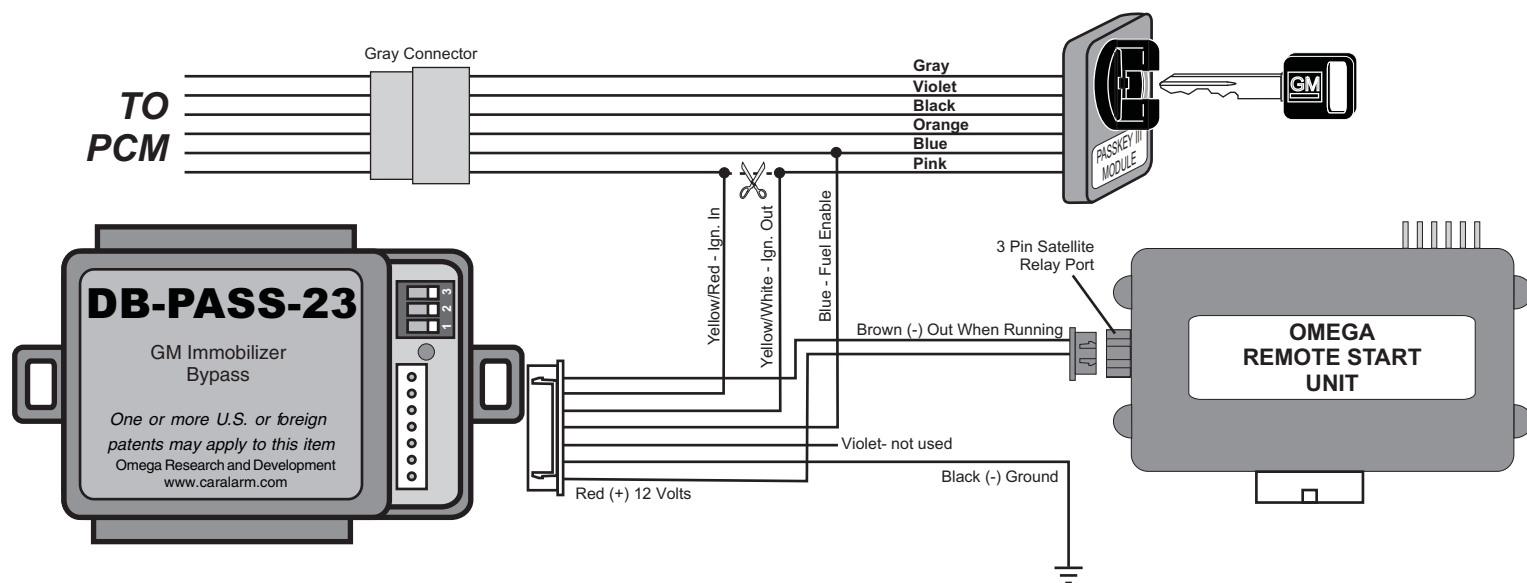 Gray Connector
TO
PCM
Gray
Violet
Black
Orange
Blue
Pink
PASSKEY III
MODULE
GM
DB-PASS-23
GM Immobilizer
Bypass
One or more U.S. or foreign
patents may apply to this item
Omega Research and Development
www.caralarm.com
3
2
1
Yellow/Red - Ign. In
Yellow/White - Ign. Out
Blue - Fuel Enable
3 Pin Satellite
Relay Port
Brown (-) Out When Running
OMEGA
REMOTE START
UNIT
Violet- not used
Black (-) Ground
Red (+) 12 Volts